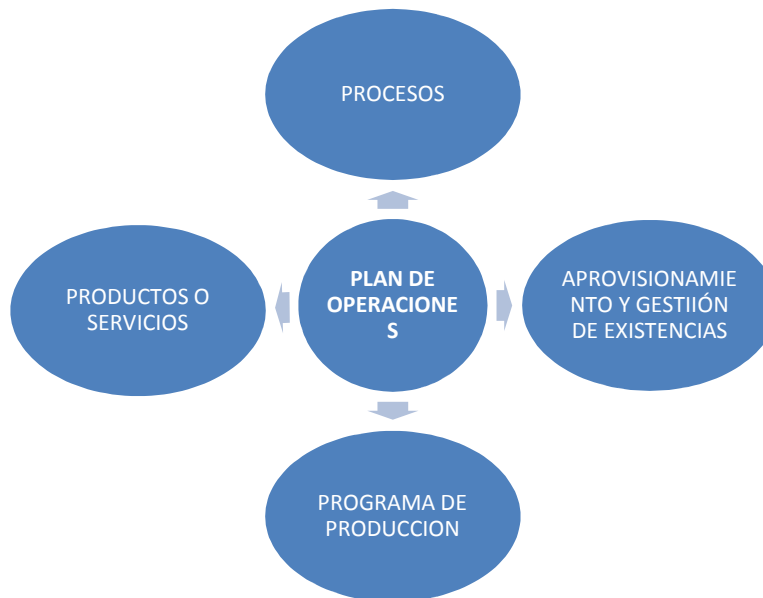 PROCESOS
PRODUCTOS O
SERVICIOS
PLAN DE
OPERACIONE
S
APROVISIONAMIE
NTO Y GESTIIÓN
DE EXISTENCIAS
PROGRAMA DE
PRODUCCION